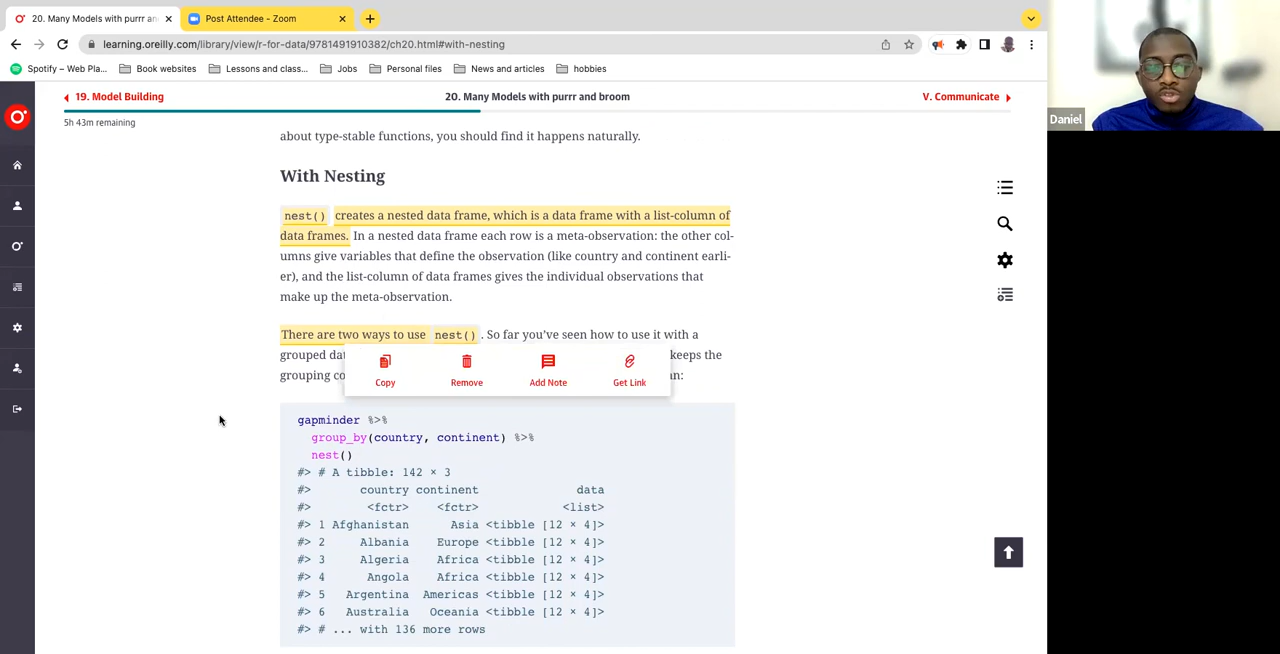 20. Many Models with purrr and
Post Attendee - Zoom
learning.oreilly.com/library/view/r-for-data/9781491910382/ch20.html#with-nesting
Spotify – Web Pla...
Book websites
Lessons and class...
Jobs
Personal files
News and articles
hobbies
Daniel
19. Model Building
20. Many Models with purrr and broom
V. Communicate
5h 43m remaining
about type-stable functions, you should find it happens naturally.
With Nesting
nest() creates a nested data frame, which is a data frame with a list-column of
data frames. In a nested data frame each row is a meta-observation: the other col-
umns give variables that define the observation (like country and continent earli-
er), and the list-column of data frames gives the individual observations that
make up the meta-observation.
There are two ways to use nest(). So far you've seen how to use it with a
grouped dat
keeps the
grouping co
n:
Copy
Remove
Add Note
Get Link
gapminder %>%
group_by(country, continent) %>%
nest()
#> # A tibble: 142 × 3
#> country continent data
#> <fctr> <fctr> <list>
#> 1 Afghanistan Asia <tibble [12 × 4]>
#> 2 Albania Europe <tibble [12 × 4]>
#> 3 Algeria Africa <tibble [12 × 4]>
#> 4 Angola Africa <tibble [12 × 4]>
#> 5 Argentina Americas <tibble [12 × 4]>
#> 6 Australia Oceania <tibble [12 × 4]>
#> # ... with 136 more rows